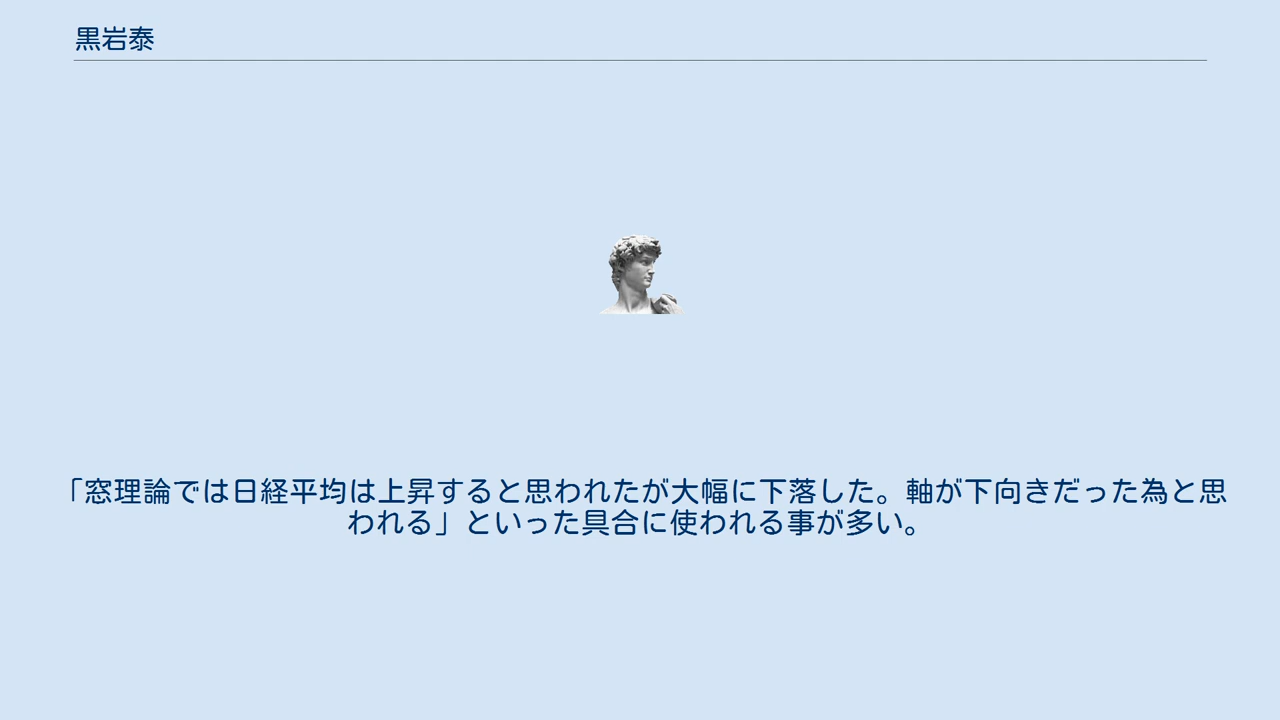 黒岩泰
「窓理論では日経平均は上昇すると思われたが大幅に下落した。軸が下向きだった為と思
われる」といった具合に使われる事が多い。